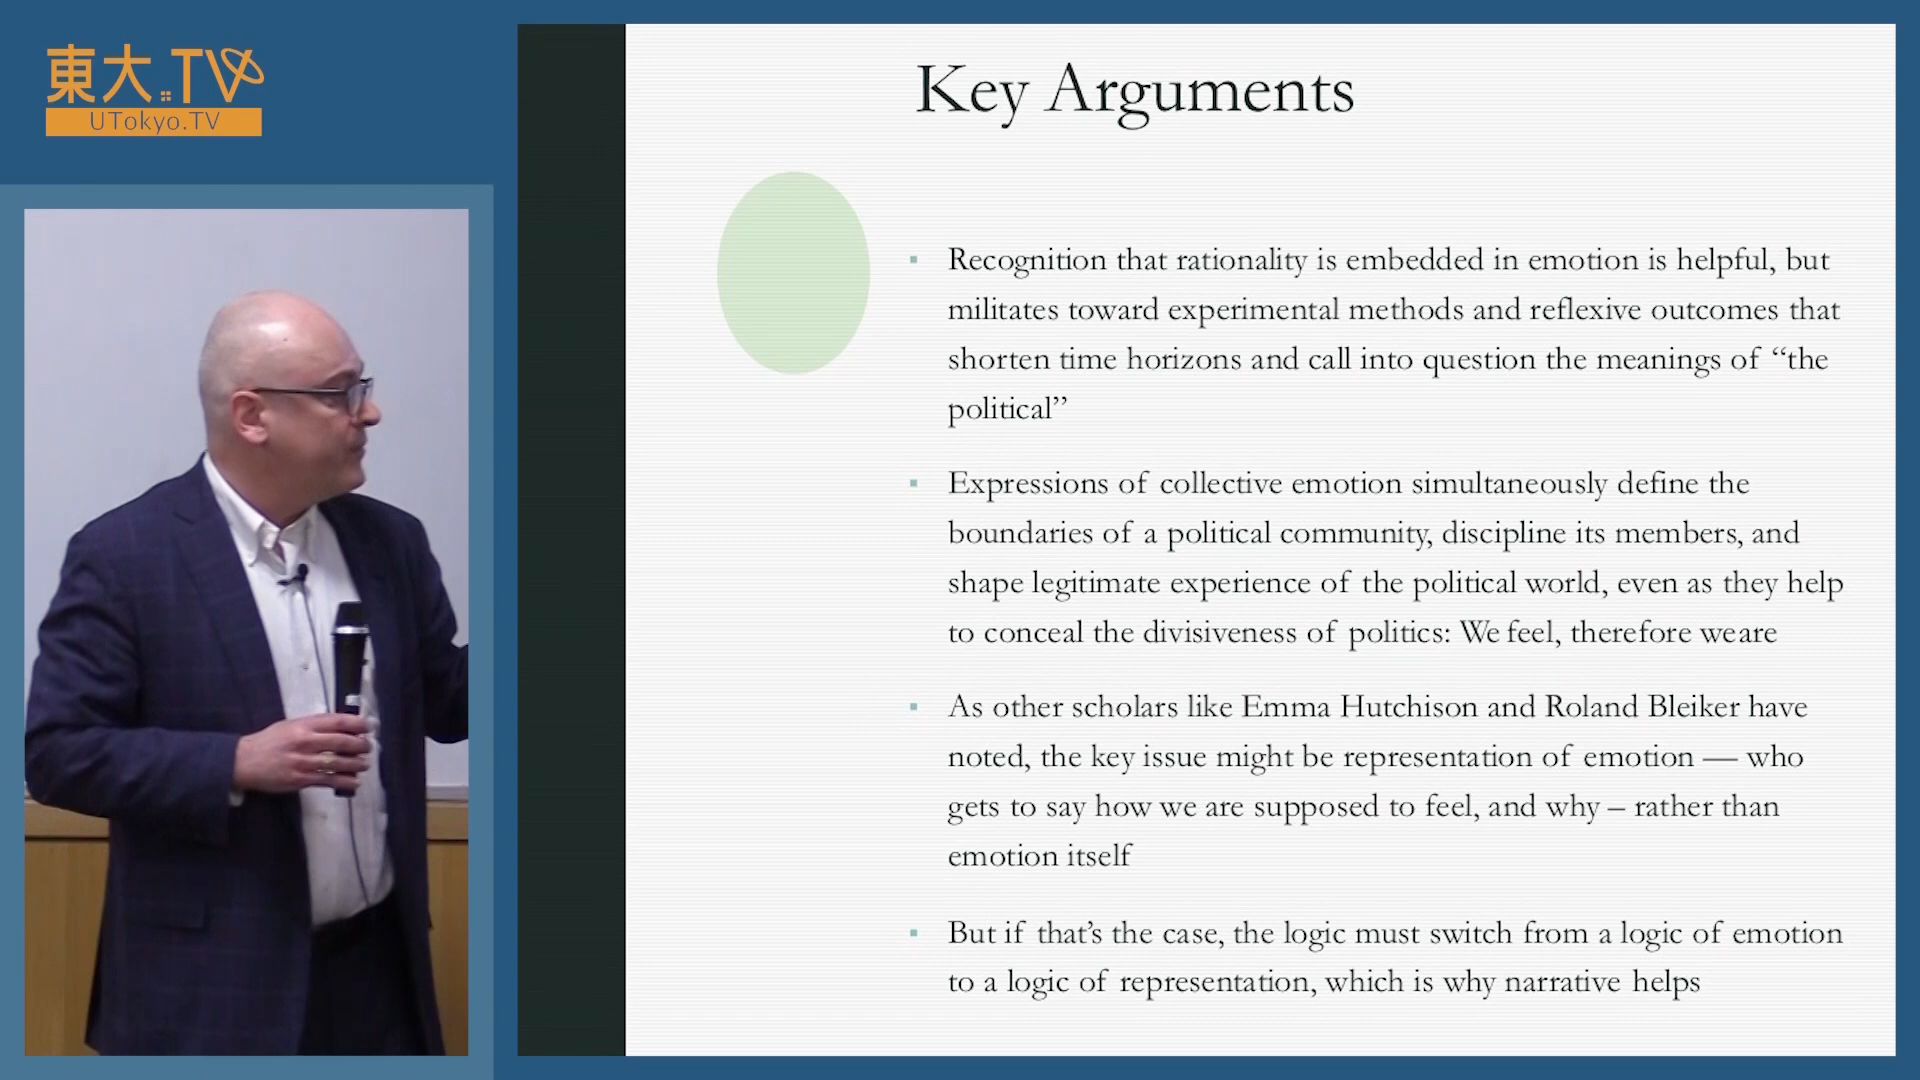 東大.TV
UTokyo.TV
Key Arguments
Recognition that rationality is embedded in emotion is helpful, but
militates toward experimental methods and reflexive outcomes that
shorten time horizons and call into question the meanings of “the
political”
Expressions of collective emotion simultaneously define the
boundaries of a political community, discipline its members, and
shape legitimate experience of the political world, even as they help
to conceal the divisiveness of politics: We feel, therefore we are
As other scholars like Emma Hutchison and Roland Bleiker have
noted, the key issue might be representation of emotion — who
gets to say how we are supposed to feel, and why – rather than
emotion itself
But if that’s the case, the logic must switch from a logic of emotion
to a logic of representation, which is why narrative helps